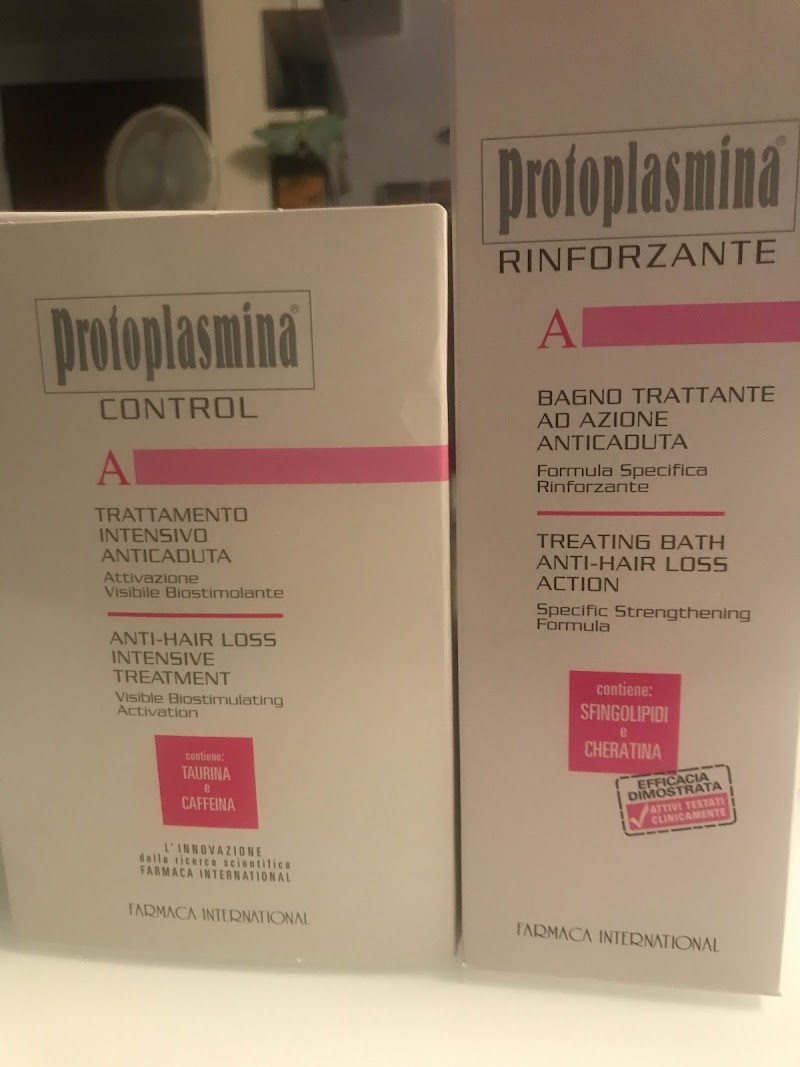 Protoplasmina®
CONTROL
A
TRATTAMENTO
INTENSIVO
ANTICADUTA
Attivazione
Visibile Biostimolante
ANTI-HAIR LOSS
INTENSIVE
TREATMENT
Visible Biostimulating
Activation
contiene:
TAURINA
e
CAFFEINA
L'INNOVAZIONE
dalla ricerca scientifica
FARMACA INTERNATIONAL
FARMACA INTERNATIONAL
Protoplasmina®
RINFORZANTE
A
BAGNO TRATTANTE
AD AZIONE
ANTICADUTA
Formula Specifica
Rinforzante
TREATING BATH
ANTI-HAIR LOSS
ACTION
Specific Strengthening
Formula
contiene:
SFINGOLIPIDI
e
CHERATINA
EFFICACIA
DIMOSTRATA
ATTIVI TESTATI
CLINICAMENTE
FARMACA INTERNATIONAL